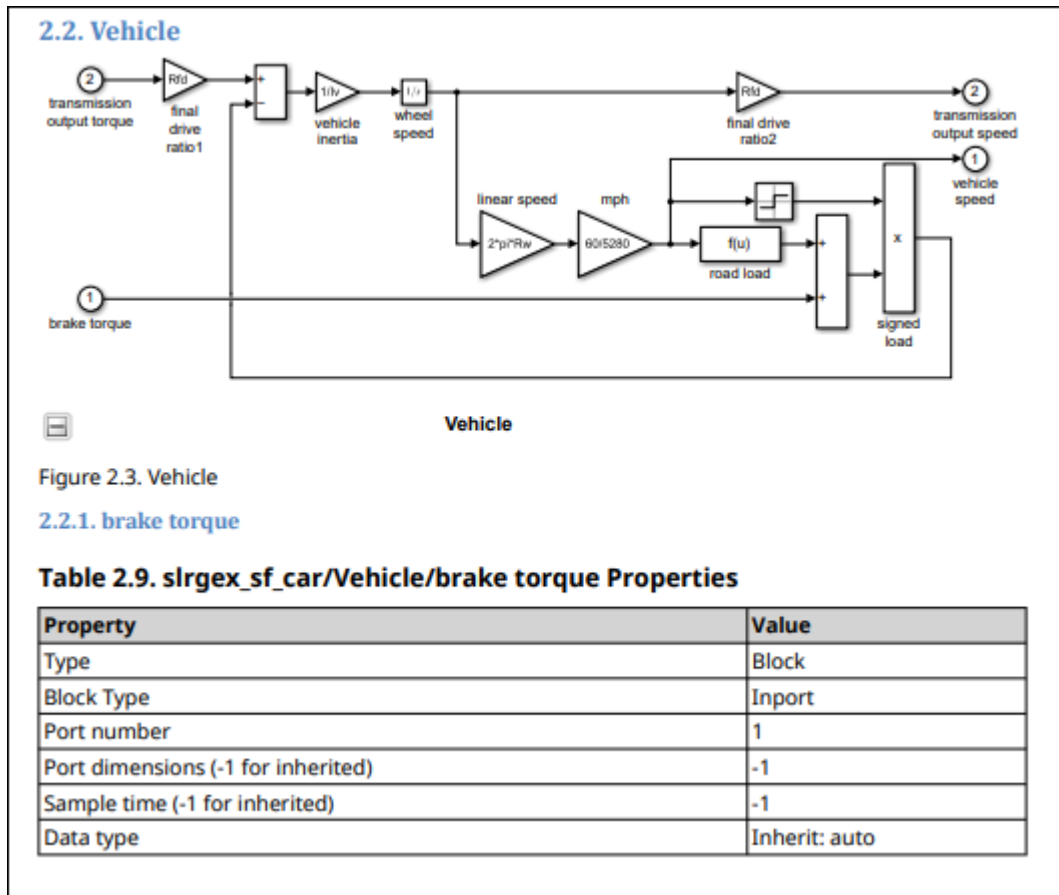 2.2. Vehicle
2
transmission
output torque
Rfd
final
drive
ratio1
+
−
1/Iv
vehicle
inertia
wheel
speed
Rfd
final drive
ratio2
2
transmission
output speed
1
vehicle
speed
linear speed
2*pi*Rw
mph
60/5280
f(u)
road load
+
+
x
signed
load
1
brake torque
Vehicle
Figure 2.3. Vehicle
2.2.1. brake torque
Table 2.9. slrgex_sf_car/Vehicle/brake torque Properties
Property Value
Type Block
Block Type Inport
Port number 1
Port dimensions (-1 for inherited) -1
Sample time (-1 for inherited) -1
Data type Inherit: auto